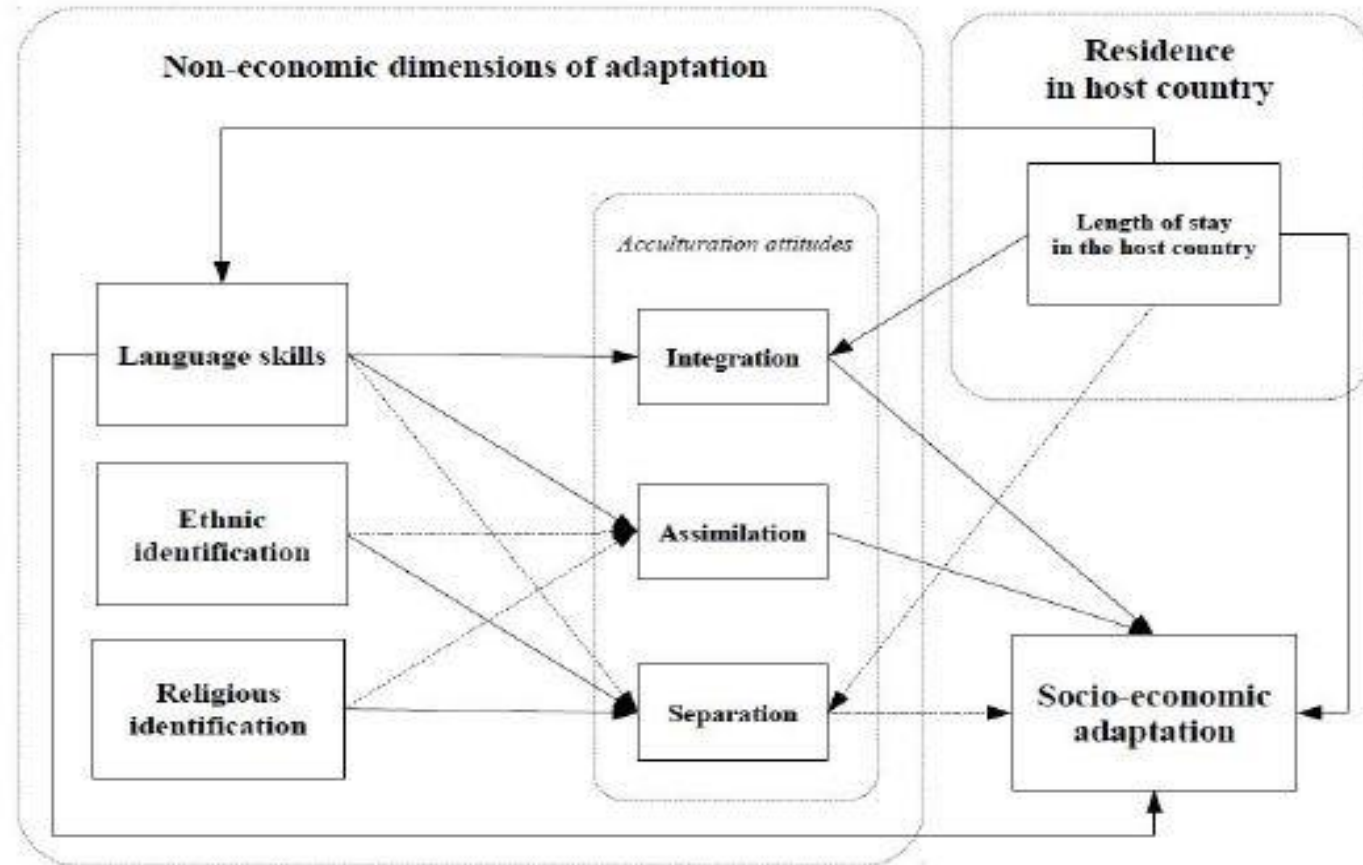 Non-economic dimensions of adaptation
Residence
in host country
Length of stay
in the host country
Acculturation attitudes
Language skills
Integration
Ethnic
identification
Assimilation
Religious
identification
Separation
Socio-economic
adaptation